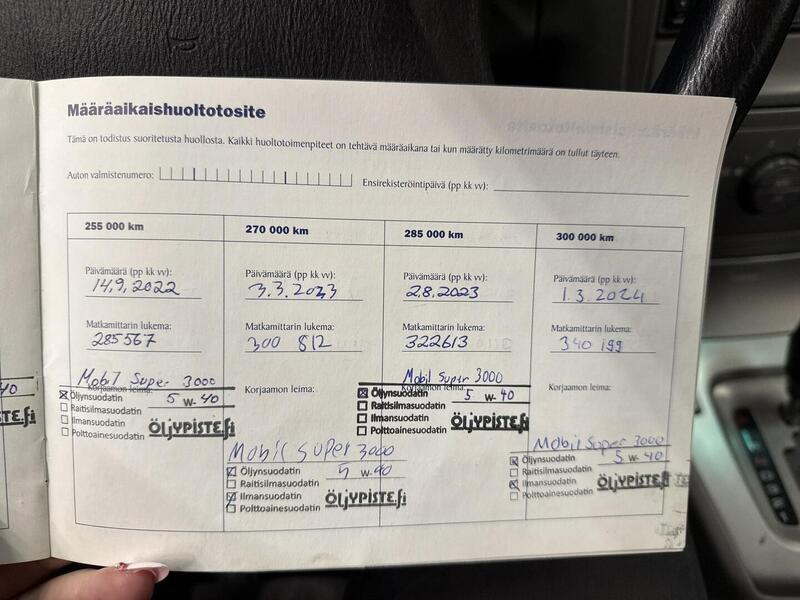 Määräaikaishuoltotosite
Tämä on todistus suoritetusta huollosta. Kaikki huoltotoimenpiteet on tehtävä määräaikana tai kun määrätty kilometrimäärä on tullut täyteen.
Auton valmistenumero:
Ensirekisteröintipäivä (pp kk vv):
255 000 km
Päivämäärä (pp kk vv):
14.9.2022
Matkamittarin lukema:
285567
Mobil Super 3000
Korjaamon leima:
Öljynsuodatin 5 W-40
Raitisilmasuodatin
Ilmansuodatin
Polttoainesuodatin
ÖLJYPISTE.fi
270 000 km
Päivämäärä (pp kk vv):
3.3.2023
Matkamittarin lukema:
300 812
Korjaamon leima:
Mobil Super 3000
Öljynsuodatin 5 W-40
Raitisilmasuodatin
Ilmansuodatin
Polttoainesuodatin
ÖLJYPISTE.fi
285 000 km
Päivämäärä (pp kk vv):
2.8.2023
Matkamittarin lukema:
322613
Mobil Super 3000
Korjaamon leima:
Öljynsuodatin 5 W-40
Raitisilmasuodatin
Ilmansuodatin
Polttoainesuodatin
ÖLJYPISTE.fi
300 000 km
Päivämäärä (pp kk vv):
1.3.2024
Matkamittarin lukema:
340 199
Korjaamon leima:
Mobil Super 3000
Öljynsuodatin 5 W-40
Raitisilmasuodatin
Ilmansuodatin
Polttoainesuodatin
ÖLJYPISTE.fi
40
STE.fi